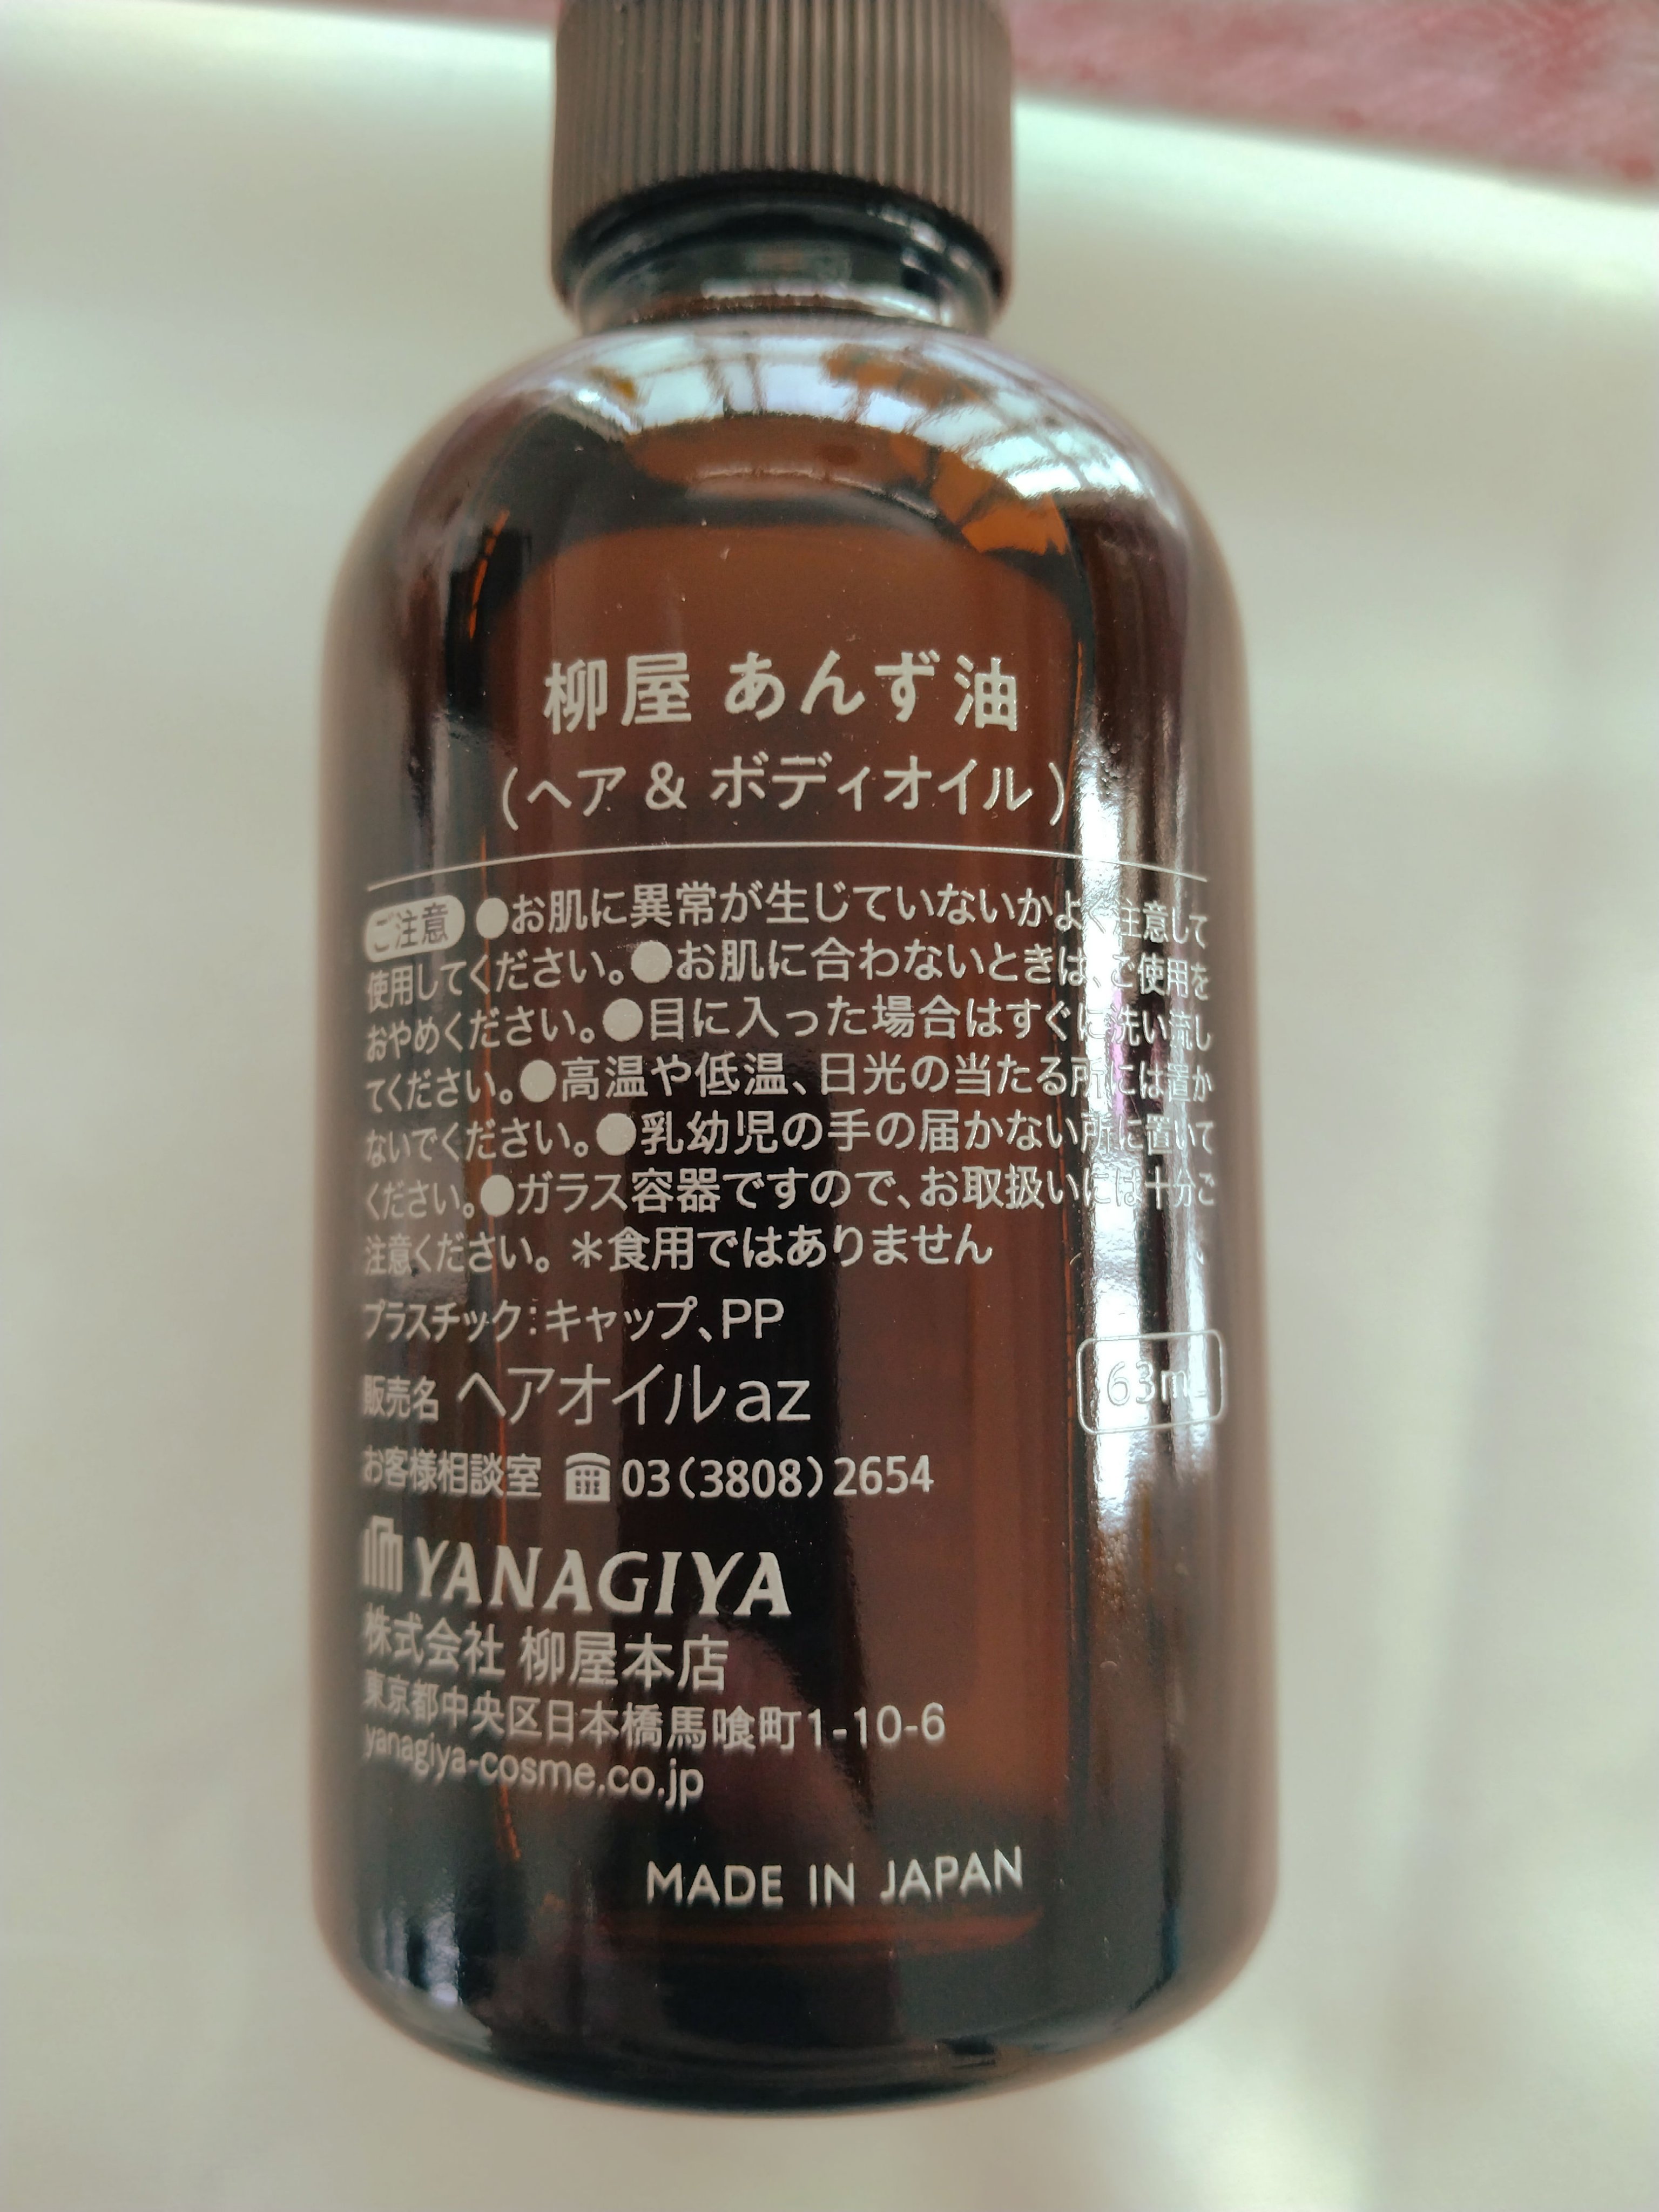 柳屋 あんず油
(ヘア & ボディオイル)
ご注意 ●お肌に異常が生じていないかよく注意して
使用してください。●お肌に合わないときは、ご使用を
おやめください。●目に入った場合はすぐに洗い流し
てください。●高温や低温、日光の当たる所には置か
ないでください。●乳幼児の手の届かない所に置いて
ください。●ガラス容器ですので、お取扱いには十分ご
注意ください。＊食用ではありません
プラスチック:キャップ、PP
販売名 ヘアオイルaz
63mL
お客様相談室 ☎03(3808)2654
YANAGIYA
株式会社 柳屋本店
東京都中央区日本橋馬喰町1-10-6
yanagiya-cosme.co.jp
MADE IN JAPAN